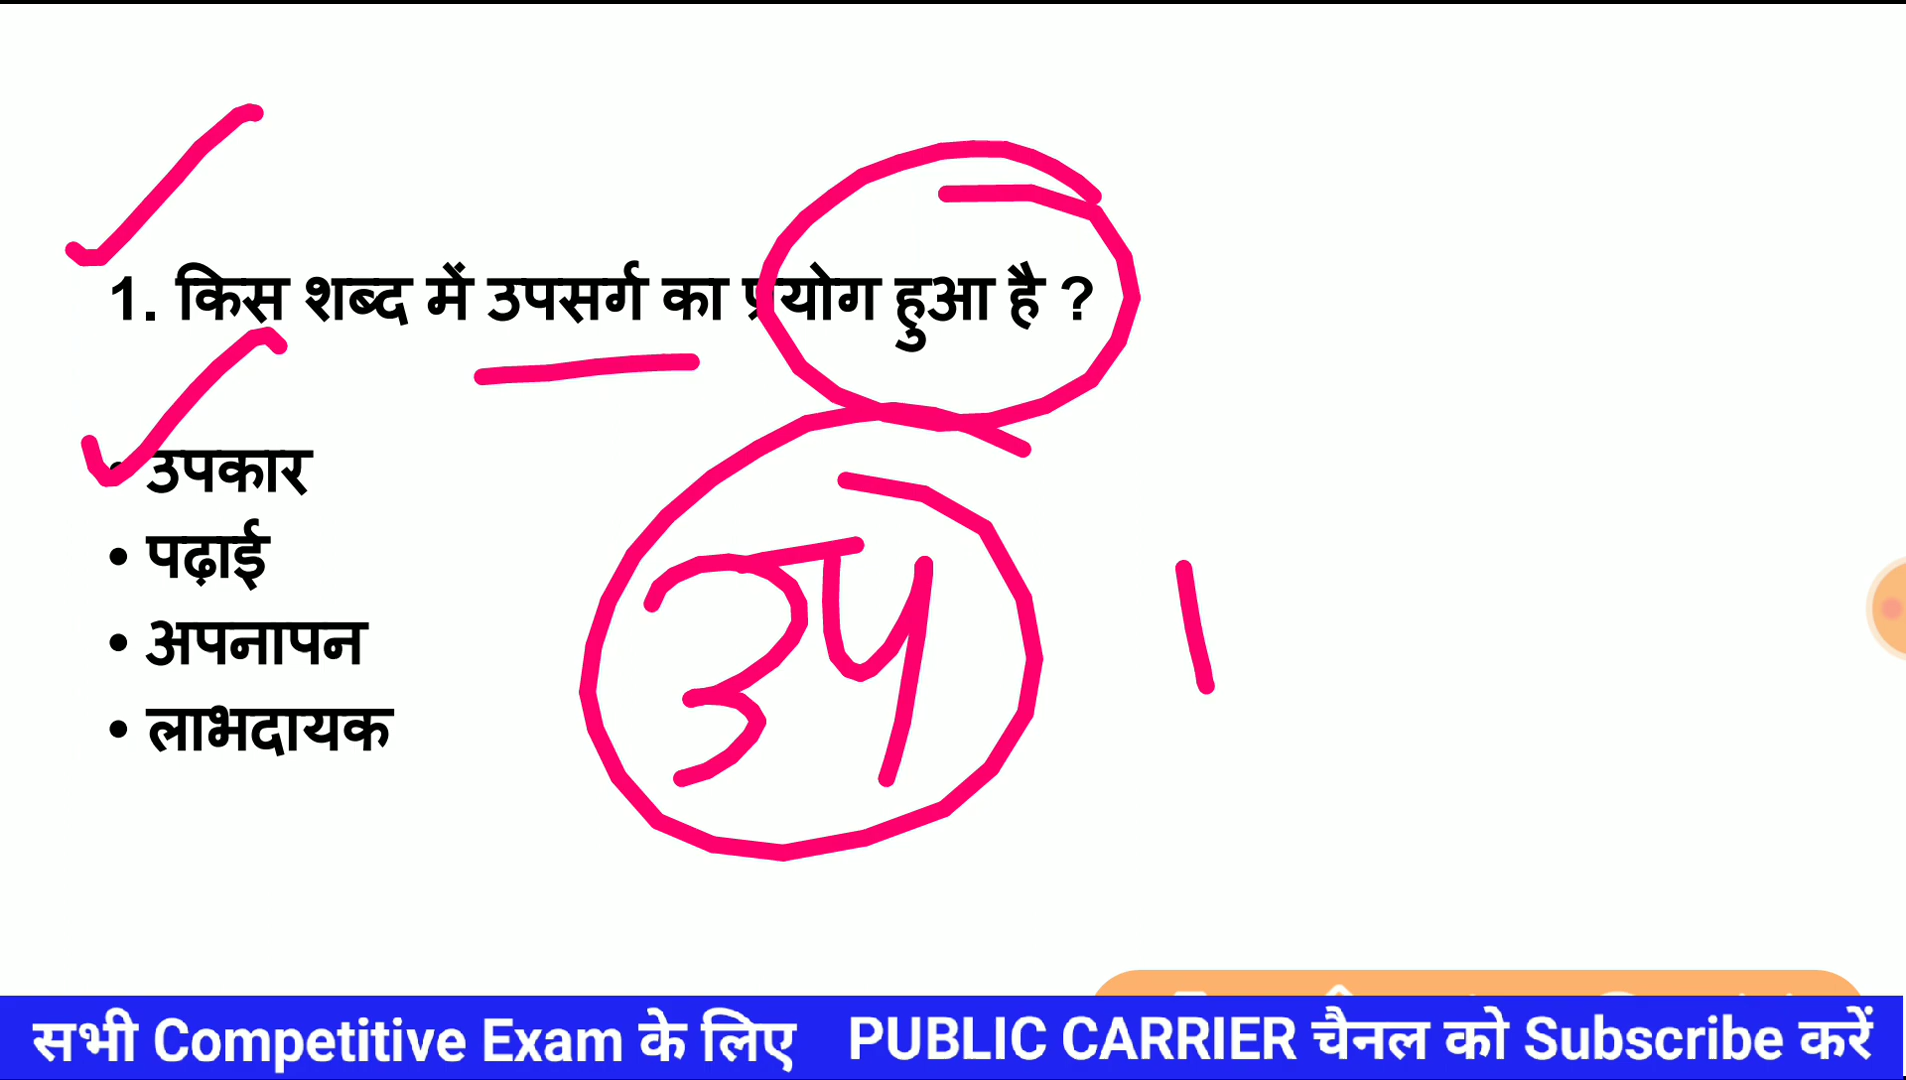 1. किस शब्द में उपसर्ग का प्रयोग हुआ है ?
• उपकार
• पढ़ाई
• अपनापन
• लाभदायक
उप
सभी Competitive Exam के लिए PUBLIC CARRIER चैनल को Subscribe करें